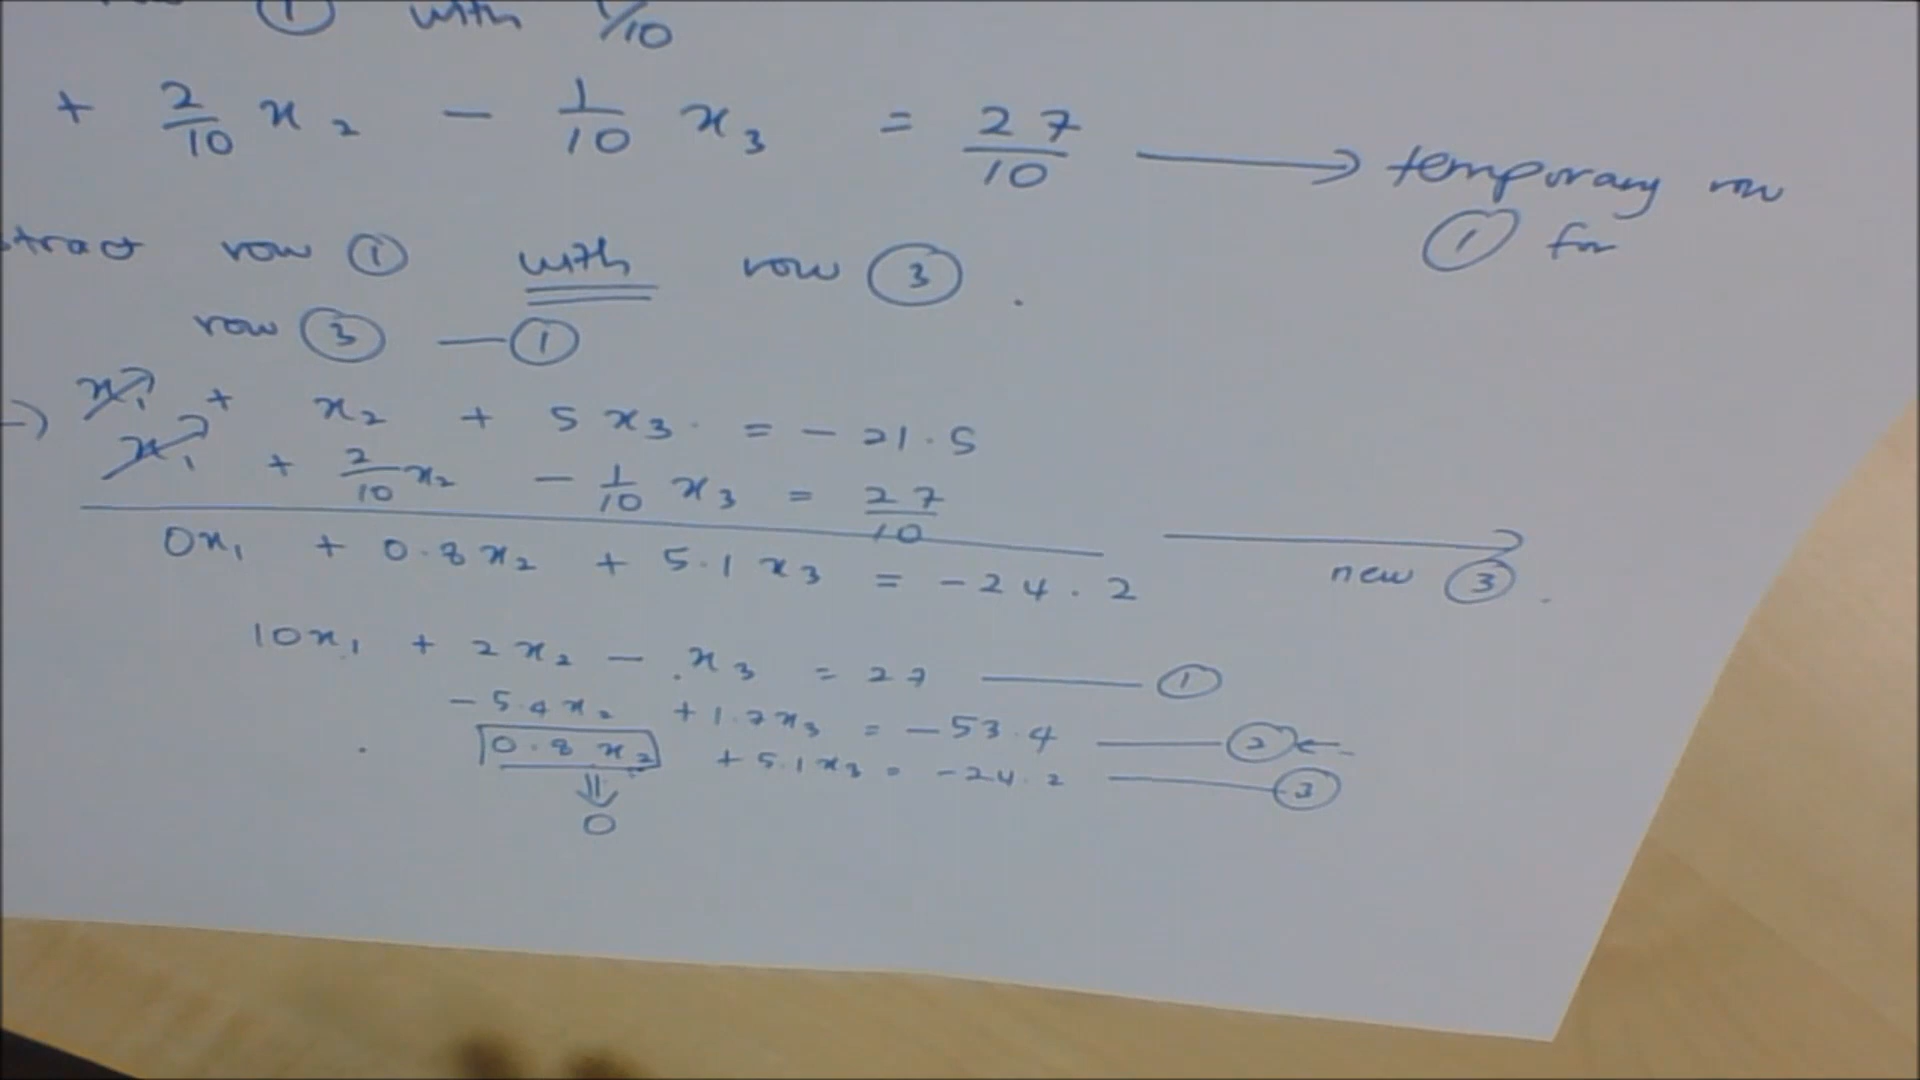 ① with 1/10
+ 2/10 x₂ - 1/10 x₃ = 27/10 → temporary row
① for
tract row ① with row ③ .
row ③ — ①
→) x₁ + x₂ + 5x₃ = - 21.5
x₁ + 2/10 x₂ - 1/10 x₃ = 27/10
0x₁ + 0.8x₂ + 5.1x₃ = -24.2 → new ③ .
10x₁ + 2x₂ - x₃ = 27 — ①
-5.4x₂ + 1.7x₃ = -53.4 — ② ←
0.8x₂ + 5.1x₃ = -24.2 — ③
⇓
0